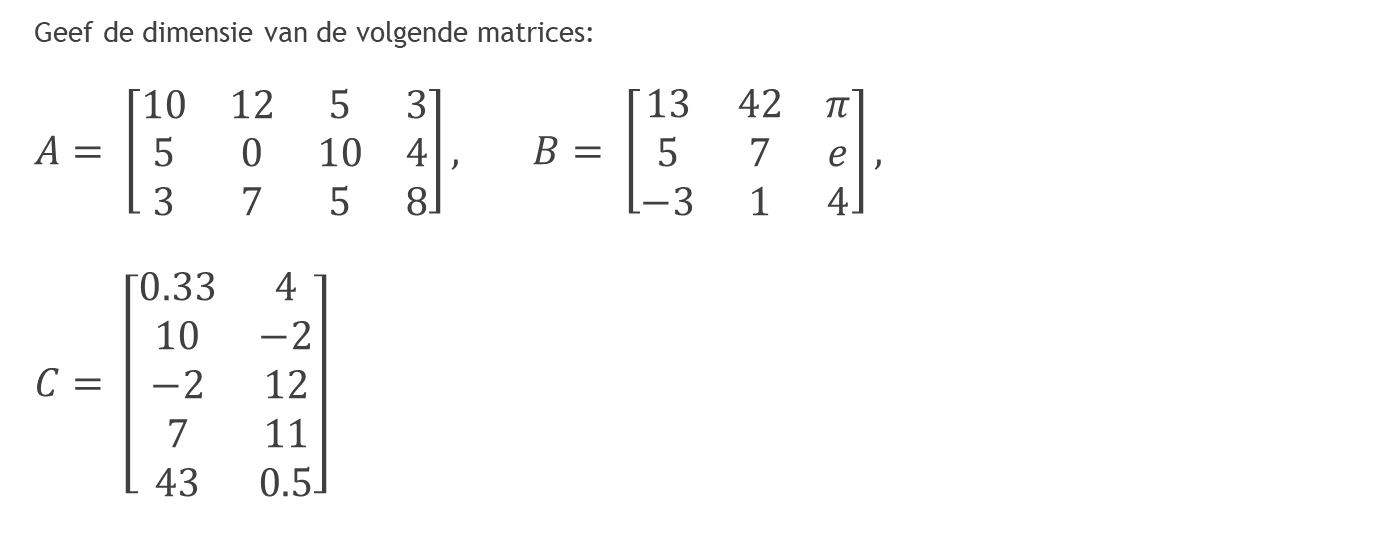 Geef de dimensie van de volgende matrices:
A = [10 12 5 3
5 0 10 4
3 7 5 8], B = [13 42 π
5 7 e
−3 1 4],
C = [0.33 4
10 −2
−2 12
7 11
43 0.5]